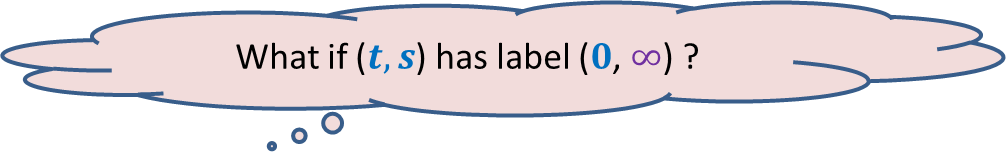 What if (t, s) has label (0, ∞) ?